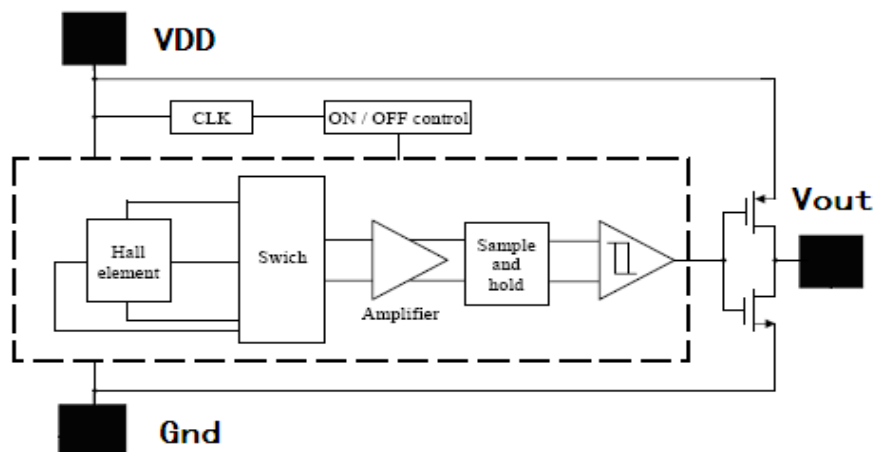 VDD
CLK
ON / OFF control
Vout
Hall
element
Swich
Amplifier
Sample
and
hold
Gnd